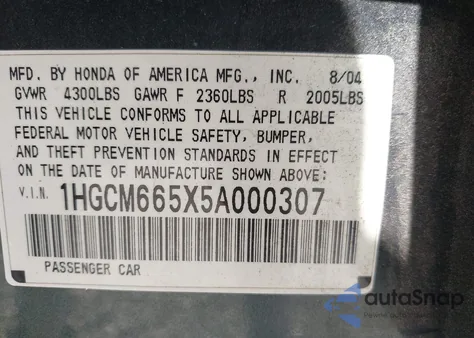 MFD. BY HONDA OF AMERICA MFG., INC. 8/04
GVWR 4300LBS GAWR F 2360LBS R 2005LBS
THIS VEHICLE CONFORMS TO ALL APPLICABLE
FEDERAL MOTOR VEHICLE SAFETY, BUMPER,
AND THEFT PREVENTION STANDARDS IN EFFECT
ON THE DATE OF MANUFACTURE SHOWN ABOVE:
V.I.N. 1HGCM665X5A000307
PASSENGER CAR
autoSnap